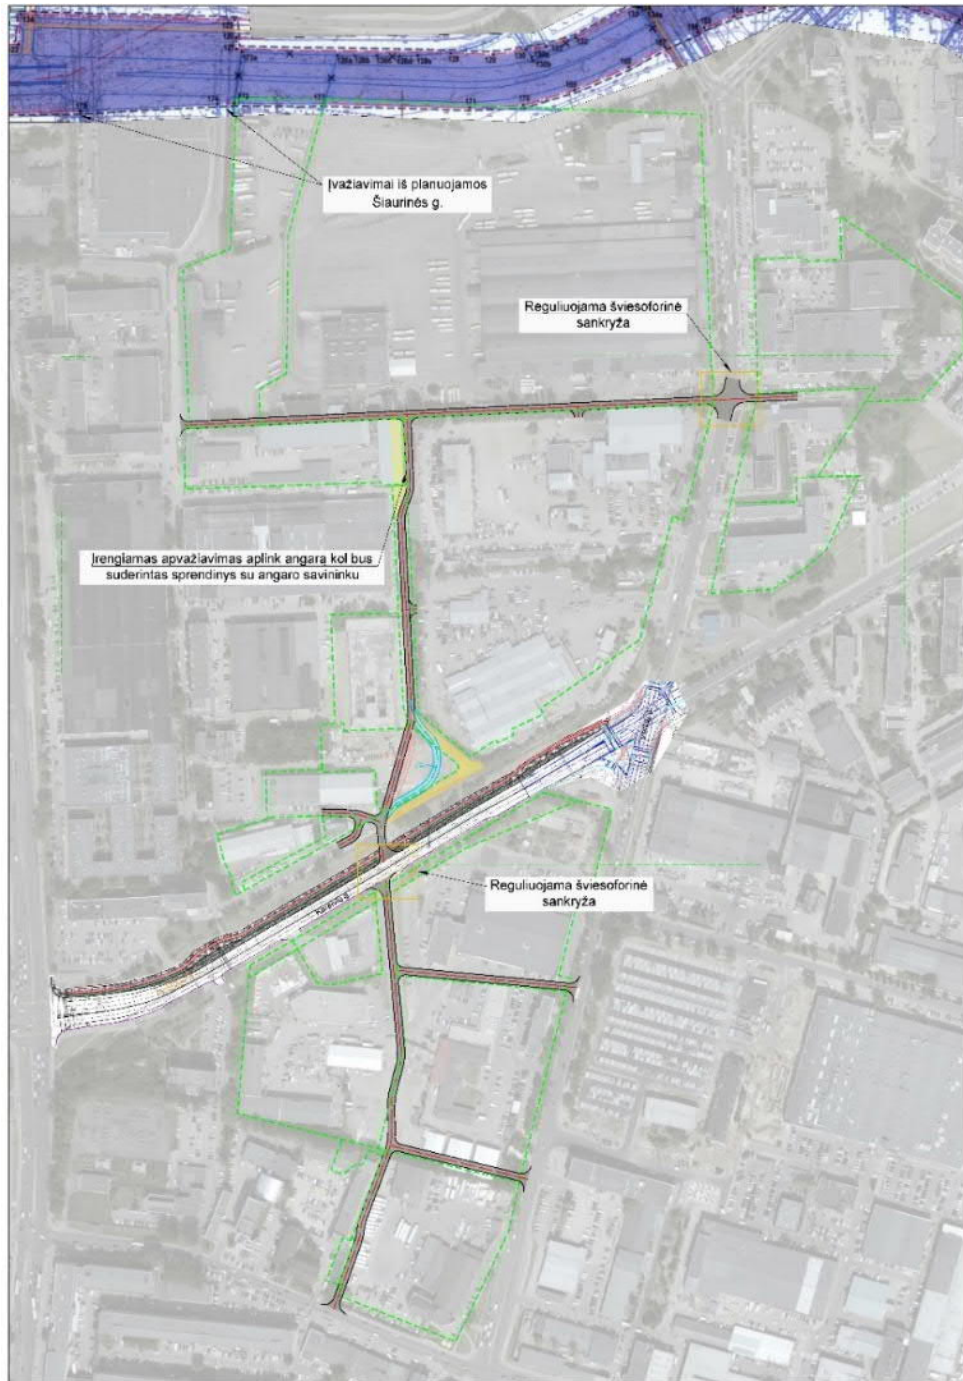 Įvažiavimai iš planuojamos
Šiaurinės g.
Reguliuojama šviesoforinė
sankryža
Įrengiamas apvažiavimas aplink angarą kol bus
suderintas sprendinys su angaro savininku
Reguliuojama šviesoforinė
sankryža